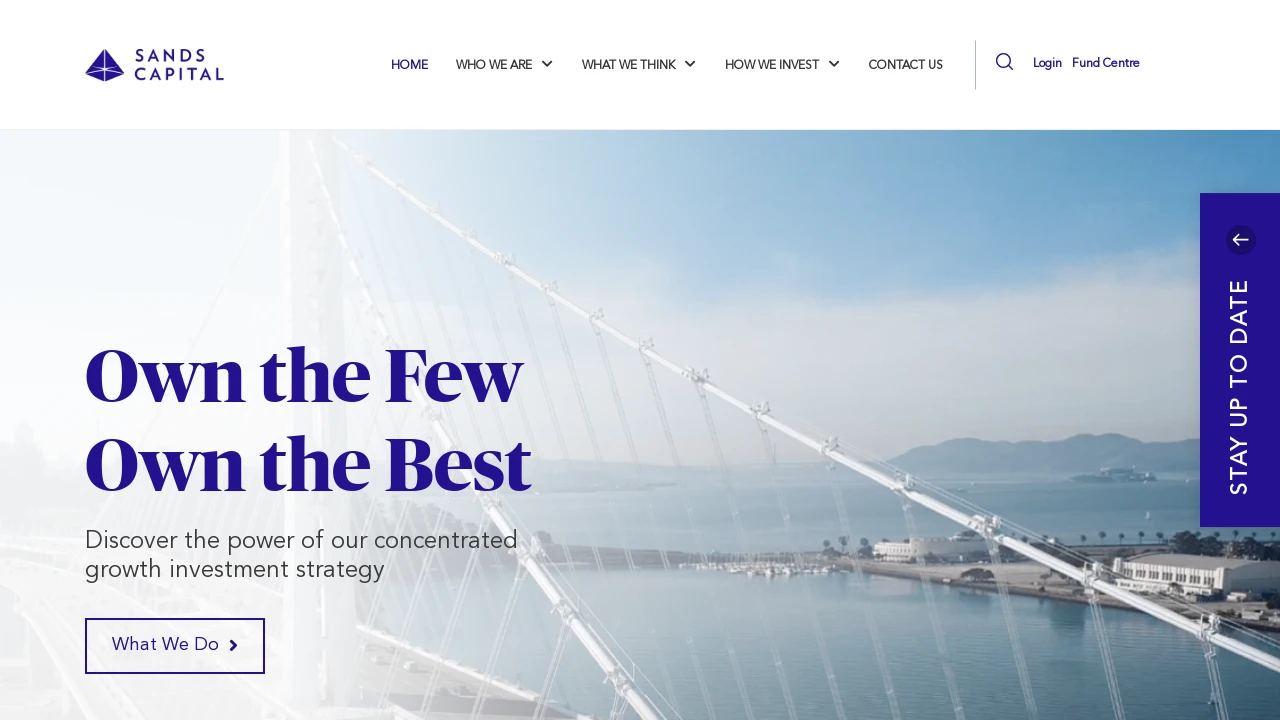 SANDS
CAPITAL
HOME
WHO WE ARE
WHAT WE THINK
HOW WE INVEST
CONTACT US
Login
Fund Centre
STAY UP TO DATE
Own the Few
Own the Best
Discover the power of our concentrated
growth investment strategy
What We Do